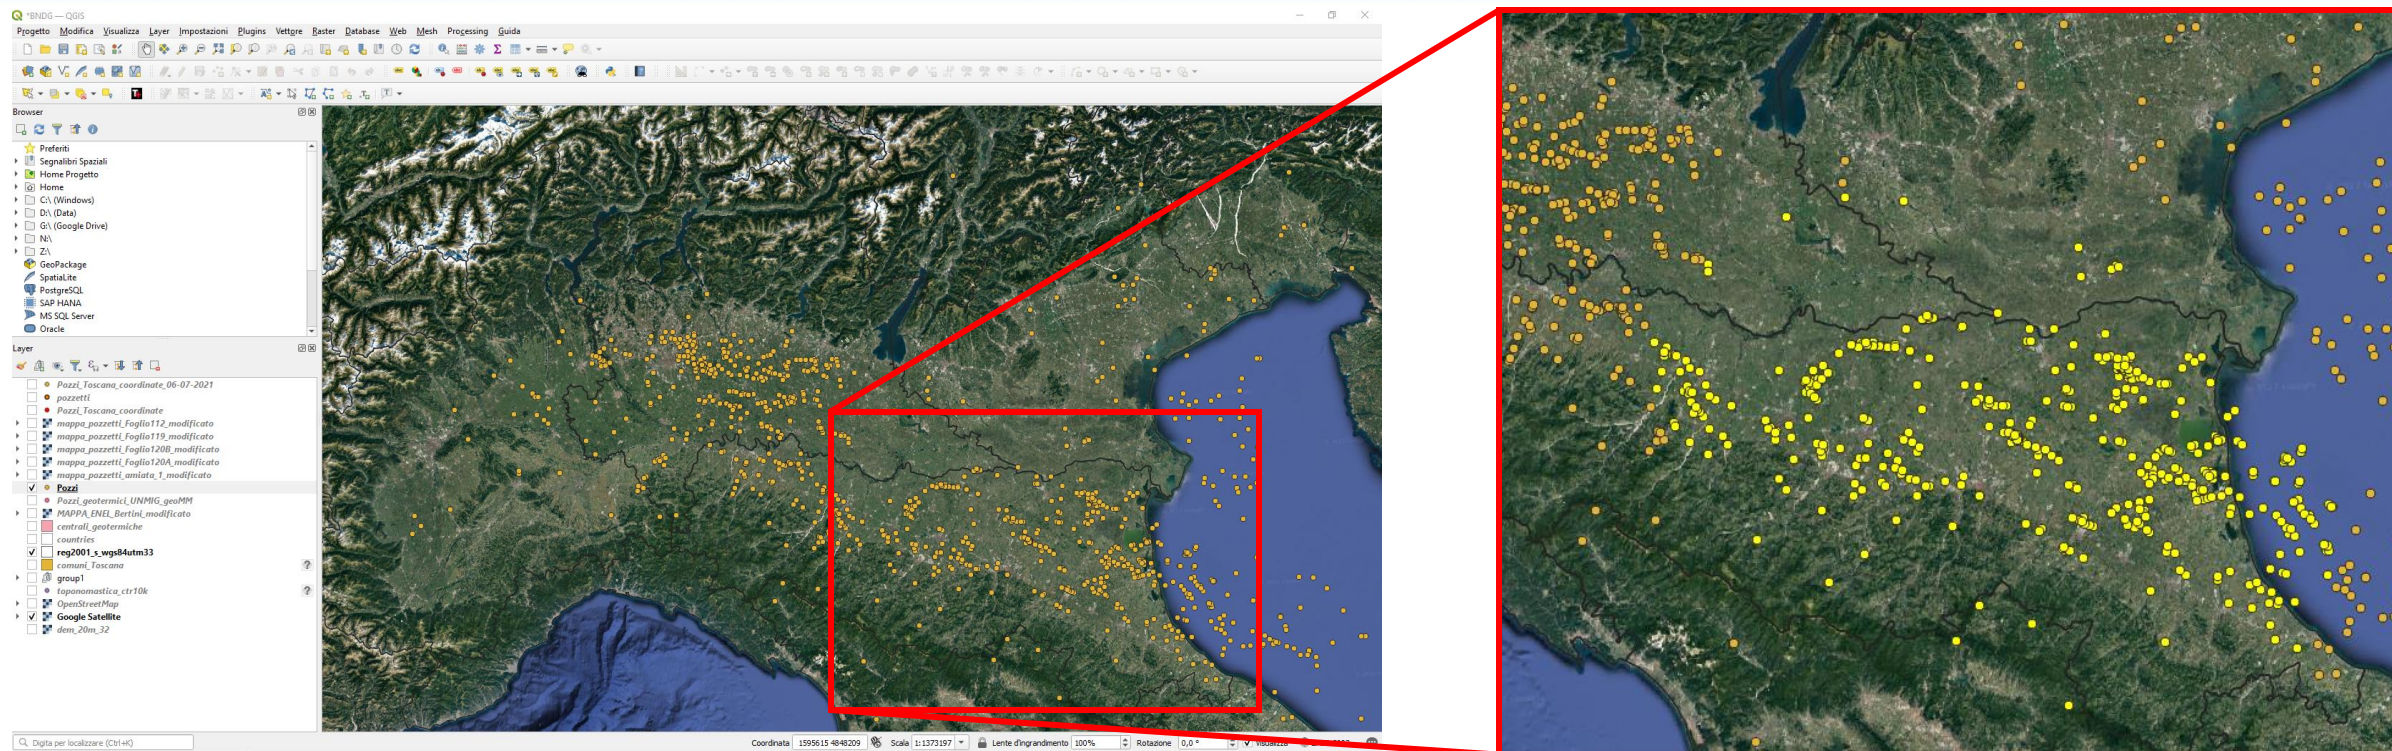 *BNDG — QGIS
Progetto Modifica Visualizza Layer Impostazioni Plugins Vettore Raster Database Web Mesh Processing Guida
Browser
Preferiti
Segnalibri Spaziali
Home Progetto
Home
C:\ (Windows)
D:\ (Data)
G:\ (Google Drive)
N:\
Z:\
GeoPackage
SpatiaLite
PostgreSQL
SAP HANA
MS SQL Server
Oracle
Layer
Pozzi_Toscana_coordinate_06-07-2021
pozzetti
Pozzi_Toscana_coordinate
mappa_pozzetti_Foglio112_modificato
mappa_pozzetti_Foglio119_modificato
mappa_pozzetti_Foglio120B_modificato
mappa_pozzetti_Foglio120A_modificato
mappa_pozzetti_amiata_1_modificato
Pozzi
Pozzi_geotermici_UNMIG_geoMM
MAPPA_ENEL_Bertini_modificato
centrali_geotermiche
countries
reg2001_s_wgs84utm33
comuni_Toscana ?
group1
toponomastica_ctr10k ?
OpenStreetMap
Google Satellite
dem_20m_32
Digita per localizzare (Ctrl+K)
Coordinata 1595615 4848209 Scala 1:1373197 Lente d'ingrandimento 100% Rotazione 0,0 °